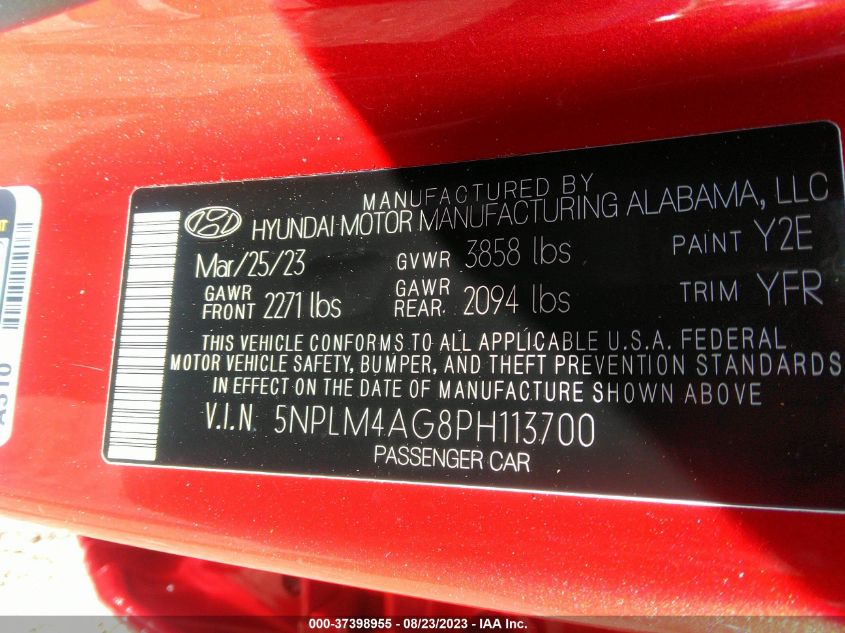 MANUFACTURED BY
HYUNDAI MOTOR MANUFACTURING ALABAMA, LLC
Mar/25/23 GVWR 3858 lbs PAINT Y2E
GAWR FRONT 2271 lbs GAWR REAR 2094 lbs TRIM YFR
THIS VEHICLE CONFORMS TO ALL APPLICABLE U.S.A. FEDERAL
MOTOR VEHICLE SAFETY, BUMPER, AND THEFT PREVENTION STANDARDS
IN EFFECT ON THE DATE OF MANUFACTURE SHOWN ABOVE
V.I.N. 5NPLM4AG8PH113700
PASSENGER CAR
A310
000-37398955 - 08/23/2023 - IAA Inc.